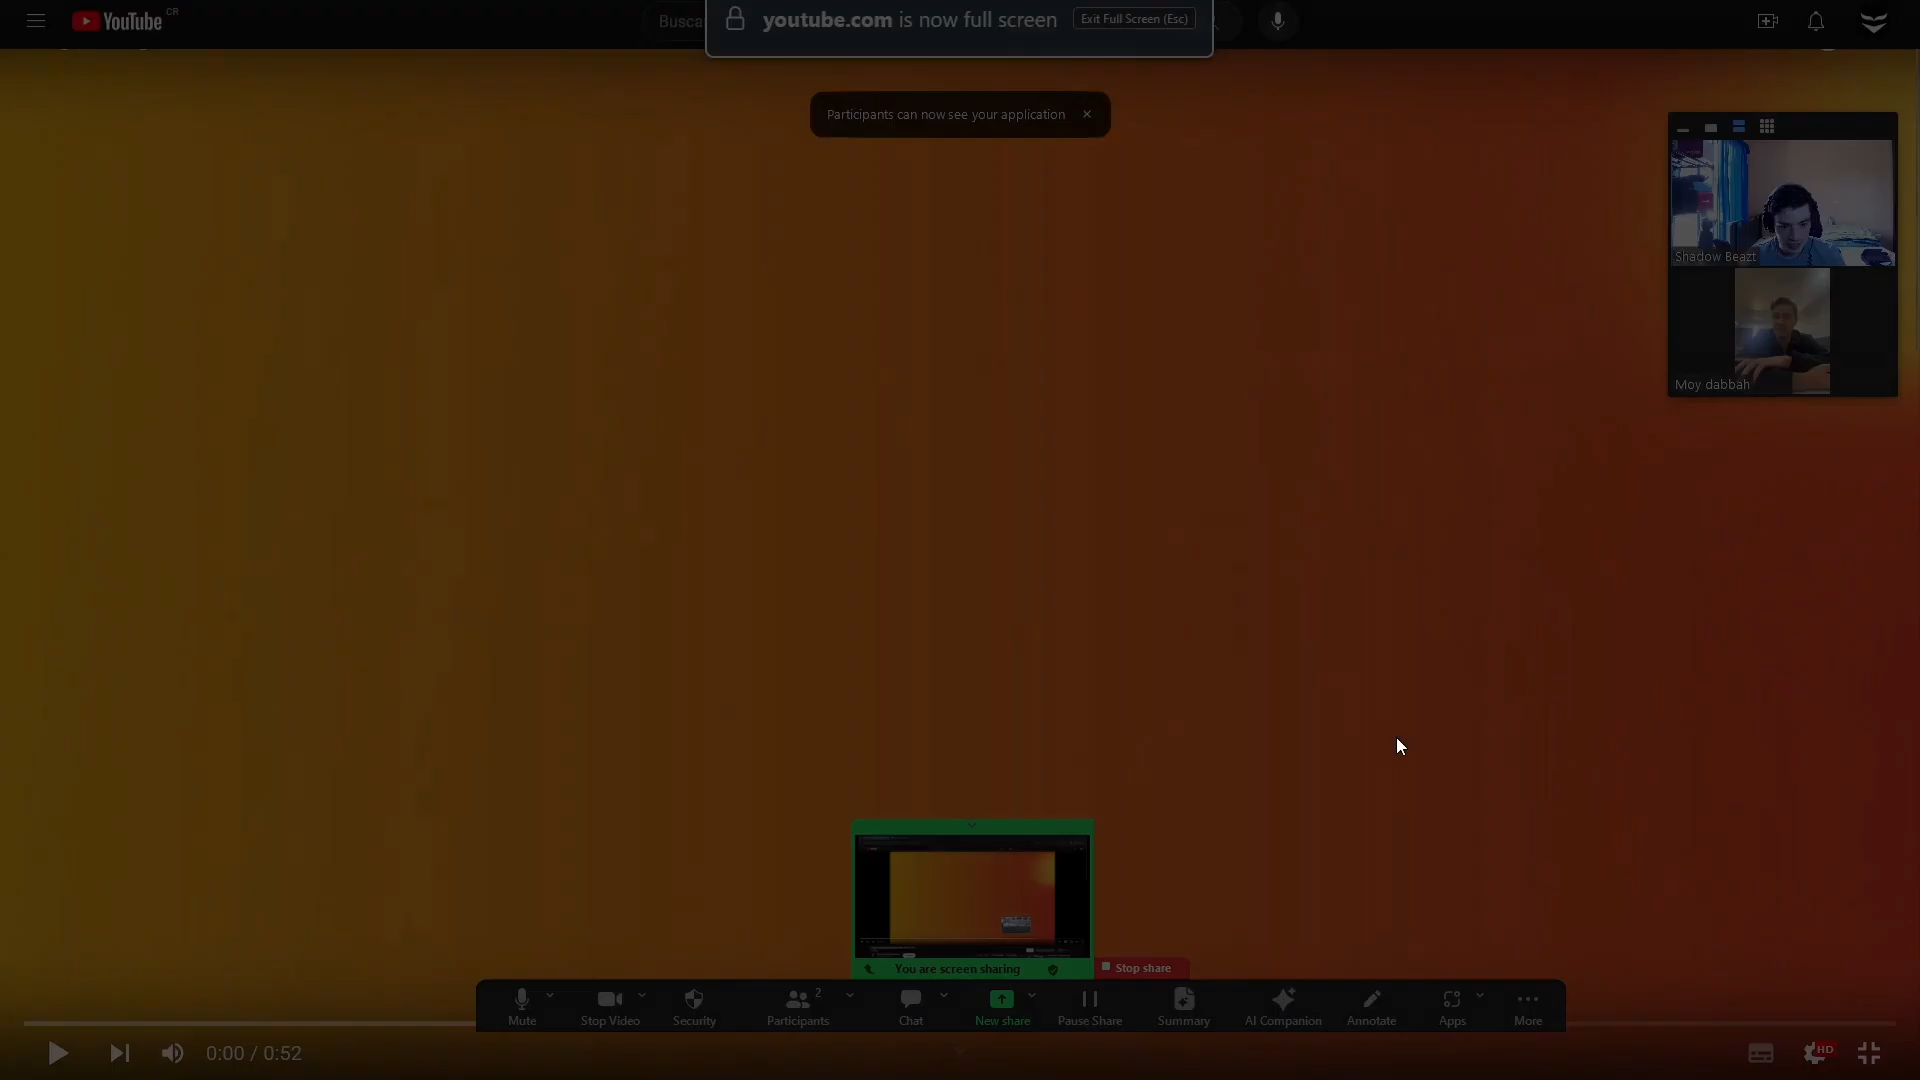 YouTube CR
Busca
youtube.com is now full screen
Exit Full Screen (Esc)
Participants can now see your application
Shadow Beazt
Moy dabbah
You are screen sharing
Stop share
Mute
Stop Video
Security
2
Participants
Chat
New share
Pause Share
Summary
AI Companion
Annotate
Apps
More
0:00 / 0:52
HD